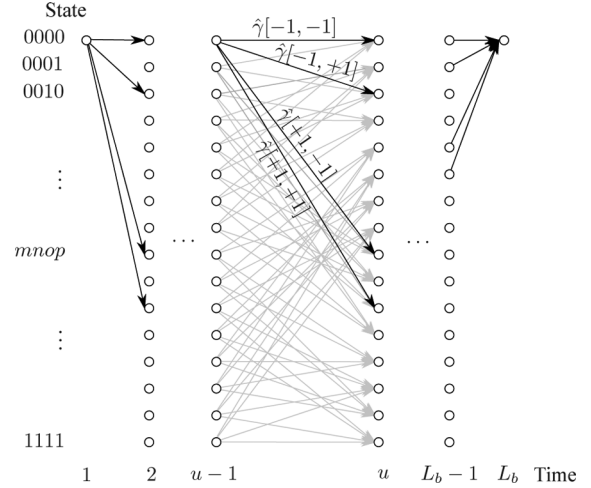 State
0000
0001
0010
⋮
mnop
⋮
1111
γ̂[−1, −1]
γ̂[−1, +1]
γ̂[+1, −1]
γ̂[+1, +1]
⋯ ⋯
1 2 u − 1 u L_b − 1 L_b Time